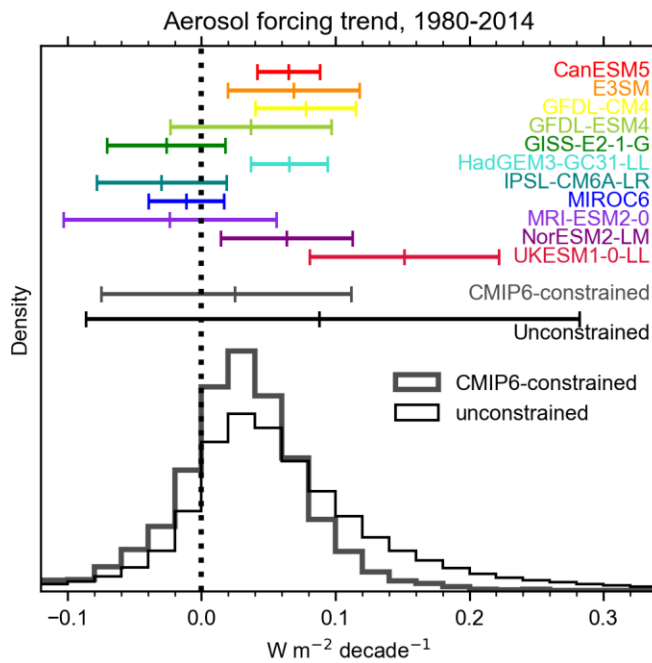 Aerosol forcing trend, 1980-2014
CanESM5
E3SM
GFDL-CM4
GFDL-ESM4
GISS-E2-1-G
HadGEM3-GC31-LL
IPSL-CM6A-LR
MIROC6
MRI-ESM2-0
NorESM2-LM
UKESM1-0-LL
CMIP6-constrained
Unconstrained
Density
CMIP6-constrained
unconstrained
−0.1 0.0 0.1 0.2 0.3
W m⁻² decade⁻¹